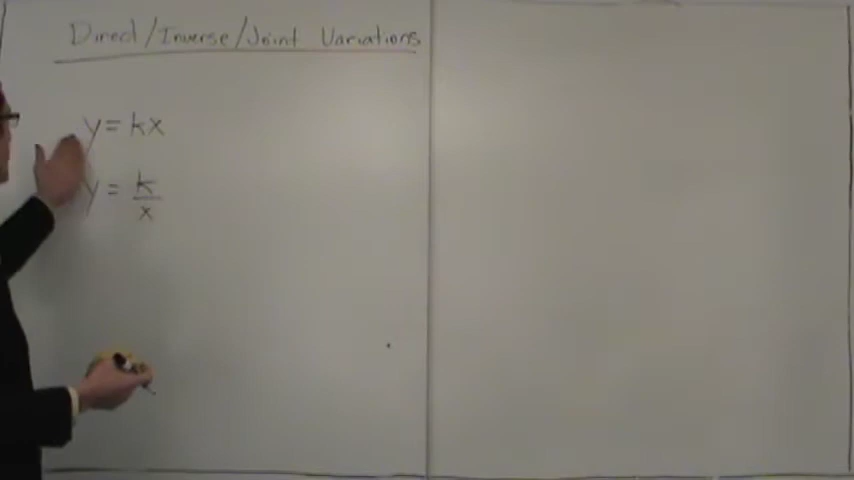 Direct/Inverse/Joint Variations
y = kx
y = k/x